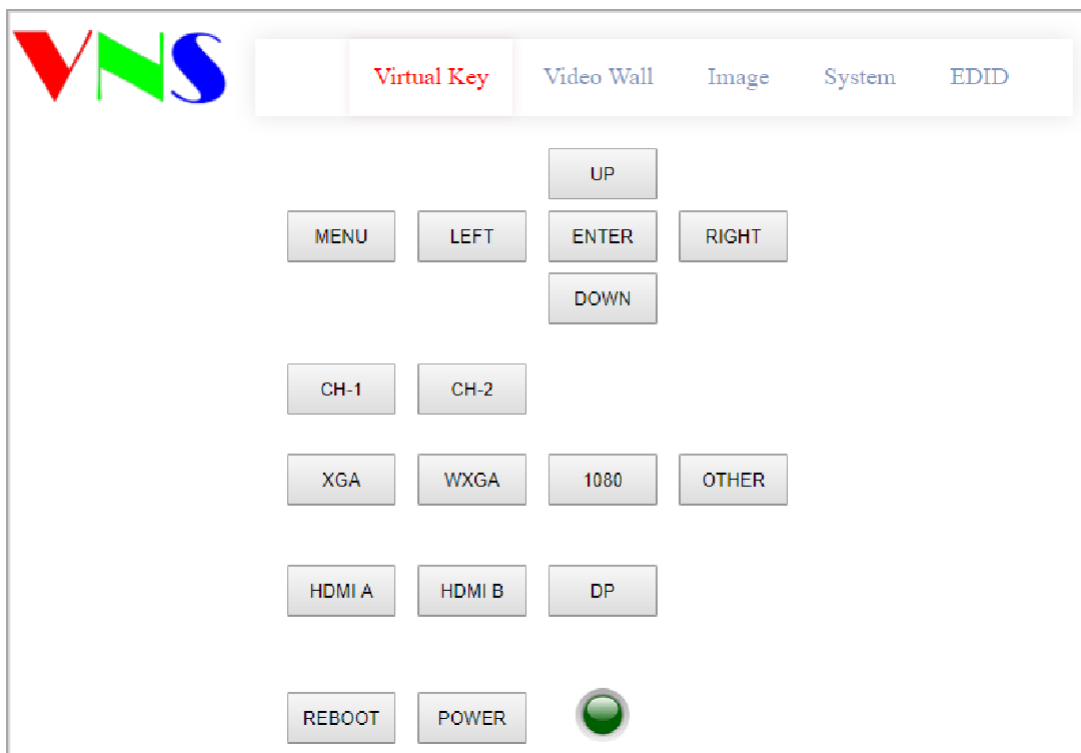 VNS
Virtual Key Video Wall Image System EDID
UP
MENU LEFT ENTER RIGHT
DOWN
CH-1 CH-2
XGA WXGA 1080 OTHER
HDMI A HDMI B DP
REBOOT POWER